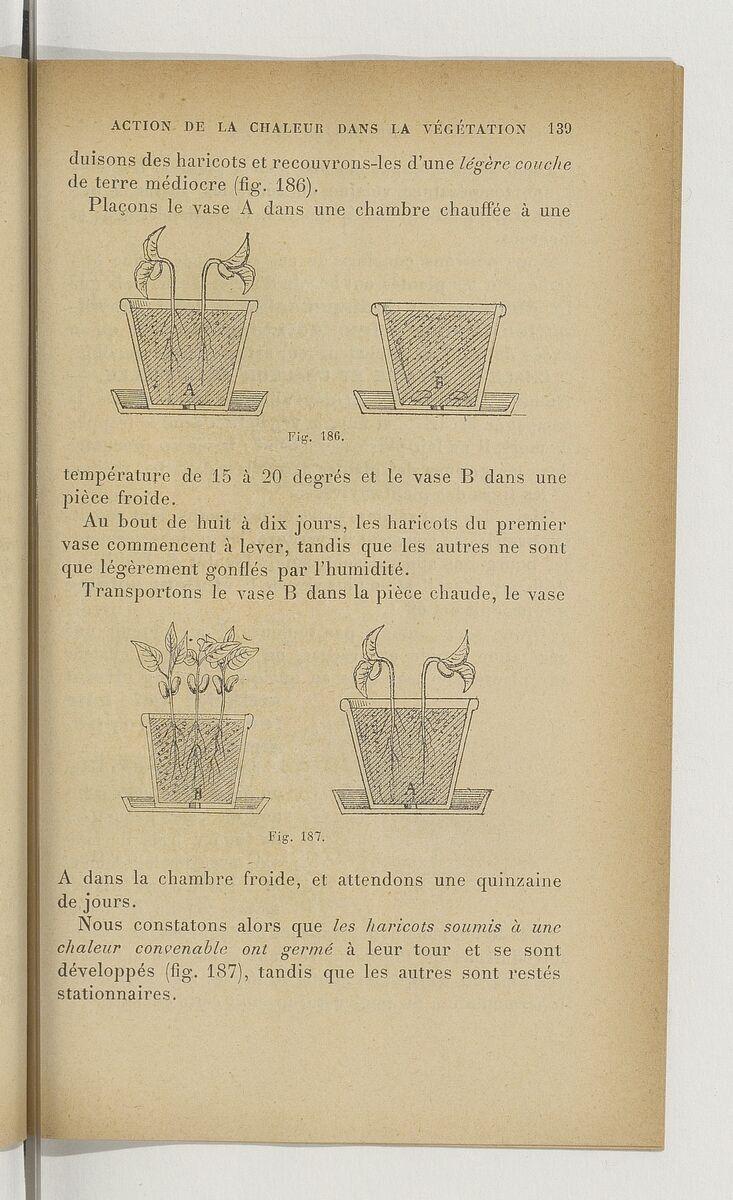 ACTION DE LA CHALEUR DANS LA VÉGÉTATION 139
duisons des haricots et recouvrons-les d'une légère couche
de terre médiocre (fig. 186).
Plaçons le vase A dans une chambre chauffée à une
A
B
Fig. 186.
température de 15 à 20 degrés et le vase B dans une
pièce froide.
Au bout de huit à dix jours, les haricots du premier
vase commencent à lever, tandis que les autres ne sont
que légèrement gonflés par l'humidité.
Transportons le vase B dans la pièce chaude, le vase
B
A
Fig. 187.
A dans la chambre froide, et attendons une quinzaine
de jours.
Nous constatons alors que les haricots soumis à une
chaleur convenable ont germé à leur tour et se sont
développés (fig. 187), tandis que les autres sont restés
stationnaires.